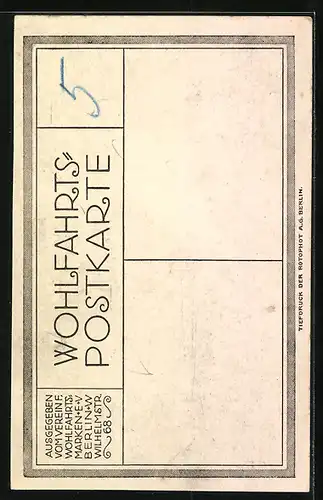 5
WOHLFAHRTS=
POSTKARTE
AUSGEGEBEN
VOM VEREIN F.
WOHLFAHRTS
MARKEN • E • V
BERLIN • W
WILHELMSTR.
68
TIEFDRUCK DER ROTOPHOT A.G. BERLIN.